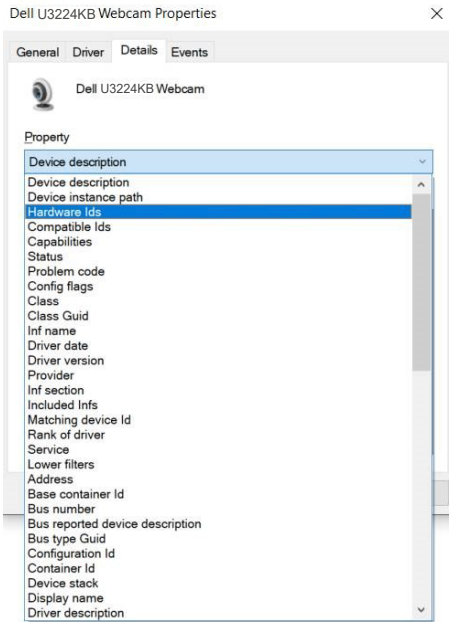 Dell U3224KB Webcam Properties
General Driver Details Events
Dell U3224KB Webcam
Property
Device description
Device description
Device instance path
Hardware Ids
Compatible Ids
Capabilities
Status
Problem code
Config flags
Class
Class Guid
Inf name
Driver date
Driver version
Provider
Inf section
Included Infs
Matching device Id
Rank of driver
Service
Lower filters
Address
Base container Id
Bus number
Bus reported device description
Bus type Guid
Configuration Id
Container Id
Device stack
Display name
Driver description